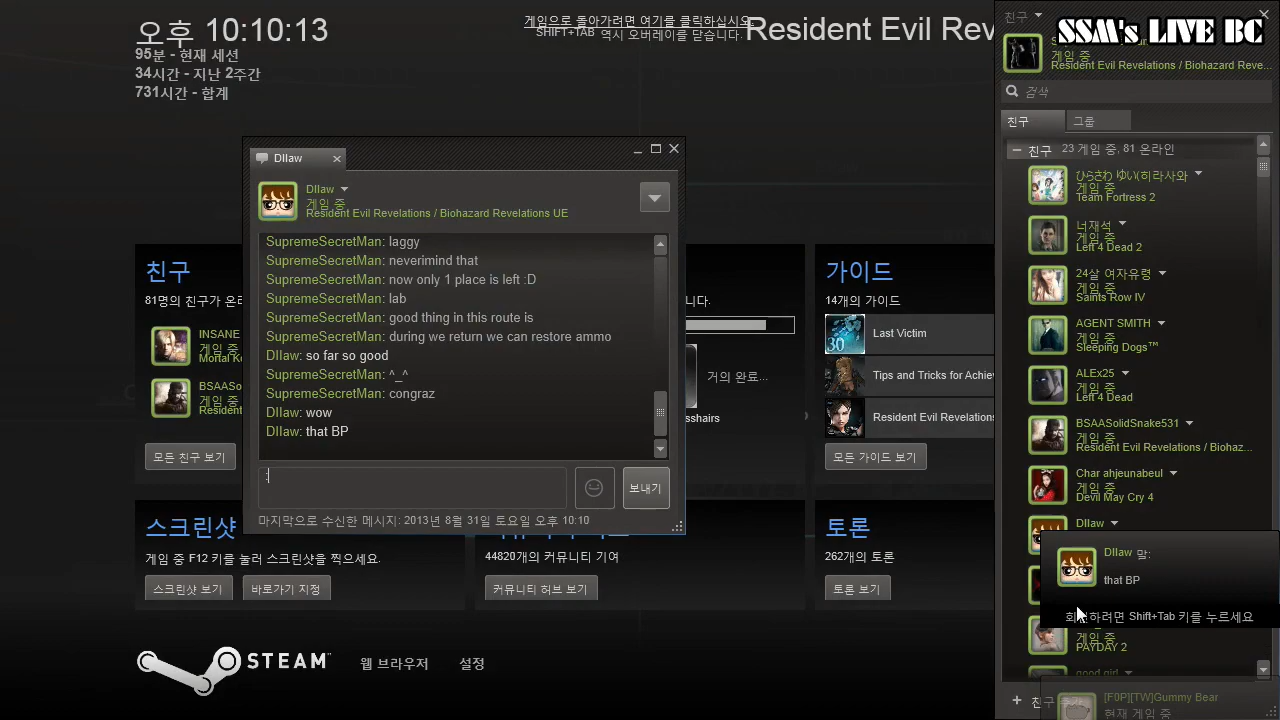 오후 10:10:13
95분 - 현재 세션
34시간 - 지난 2주간
731시간 - 합계
게임으로 돌아가려면 여기를 클릭하십시오.
SHIFT+TAB 역시 오버레이를 닫습니다.
Resident Evil Rev
친구
SSM's LIVE BC
게임 중
Resident Evil Revelations / Biohazard Reve...
검색
친구
그룹
친구 23 게임 중, 81 온라인
ひらさわ ゆい(히라사와
게임 중
Team Fortress 2
너재석
게임 중
Left 4 Dead 2
24살 여자유령
게임 중
Saints Row IV
AGENT SMITH
게임 중
Sleeping Dogs™
ALEx25
게임 중
Left 4 Dead
BSAASolidSnake531
게임 중
Resident Evil Revelations / Biohaz...
Char ahjeunabeul
게임 중
Devil May Cry 4
Dllaw
Dllaw 말:
that BP
하려면 Shift+Tab 키를 누르세요
게임 중
PAYDAY 2
good girl
+ 친구
[F0P][TW]Gummy Bear
현재 게임 중
Dllaw
Dllaw
게임 중
Resident Evil Revelations / Biohazard Revelations UE
SupremeSecretMan: laggy
SupremeSecretMan: neverimind that
SupremeSecretMan: now only 1 place is left :D
SupremeSecretMan: lab
SupremeSecretMan: good thing in this route is
SupremeSecretMan: during we return we can restore ammo
Dllaw: so far so good
SupremeSecretMan: ^_^
SupremeSecretMan: congraz
Dllaw: wow
Dllaw: that BP
:
보내기
마지막으로 수신한 메시지: 2013년 8월 31일 토요일 오후 10:10
친구
81명의 친구가 온
INSANE
게임 중
Mortal K
BSAASo
게임 중
Resident
모든 친구 보기
니다.
거의 완료...
sshairs
가이드
14개의 가이드
Last Victim
30
Tips and Tricks for Achie
Resident Evil Revelations
모든 가이드 보기
스크린샷
게임 중 F12 키를 눌러 스크린샷을 찍으세요.
스크린샷 보기
바로가기 지정
44820개의 커뮤니티 기여
커뮤니티 허브 보기
토론
262개의 토론
토론 보기
STEAM™
웹 브라우저
설정